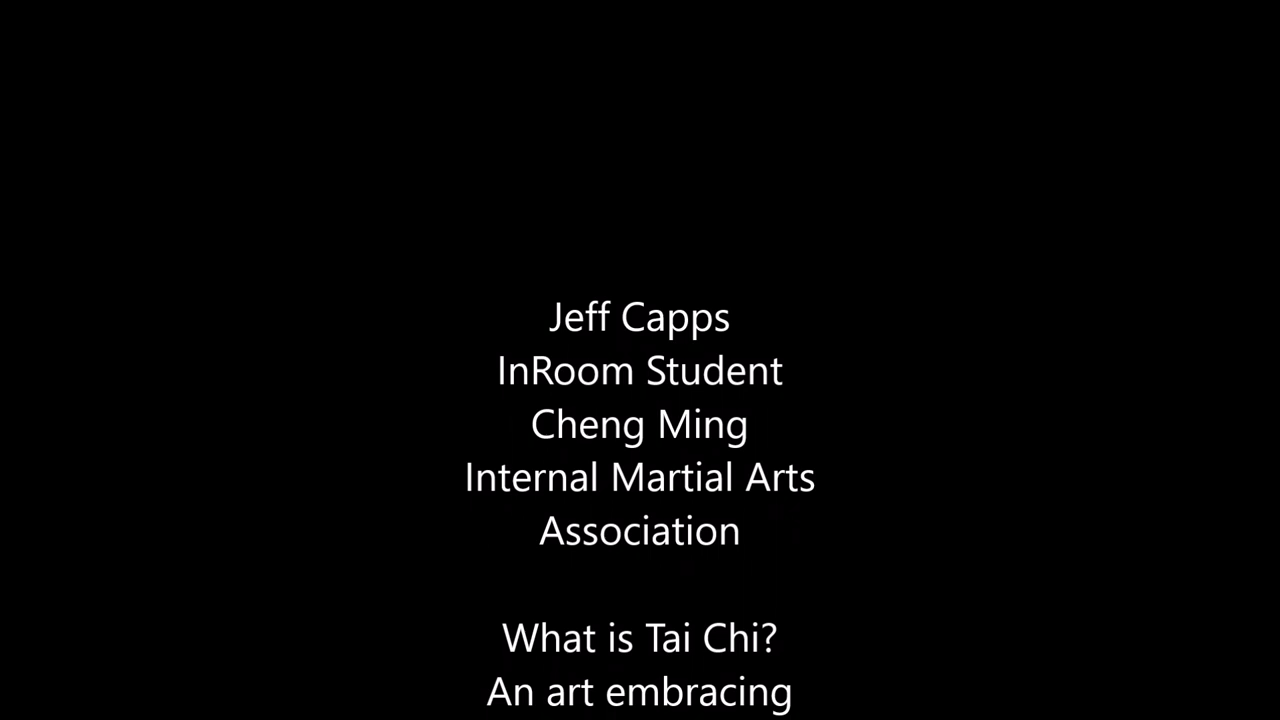 Jeff Capps
InRoom Student
Cheng Ming
Internal Martial Arts
Association
What is Tai Chi?
An art embracing